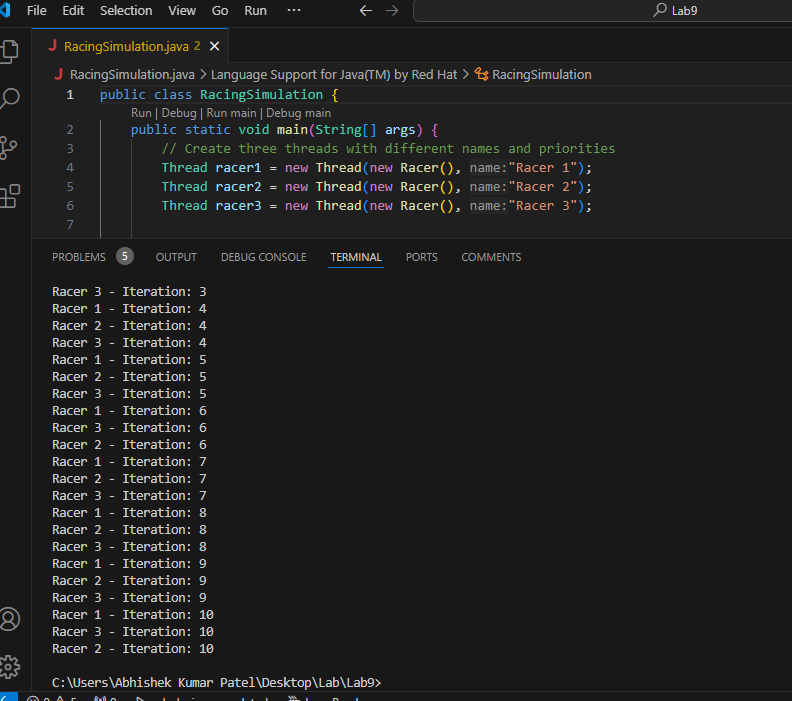 File Edit Selection View Go Run ··· ← → Lab9
J RacingSimulation.java 2 ×
J RacingSimulation.java > Language Support for Java(TM) by Red Hat > RacingSimulation
1 public class RacingSimulation {
Run | Debug | Run main | Debug main
2 public static void main(String[] args) {
3 // Create three threads with different names and priorities
4 Thread racer1 = new Thread(new Racer(), name:"Racer 1");
5 Thread racer2 = new Thread(new Racer(), name:"Racer 2");
6 Thread racer3 = new Thread(new Racer(), name:"Racer 3");
7
PROBLEMS 5 OUTPUT DEBUG CONSOLE TERMINAL PORTS COMMENTS
Racer 3 - Iteration: 3
Racer 1 - Iteration: 4
Racer 2 - Iteration: 4
Racer 3 - Iteration: 4
Racer 1 - Iteration: 5
Racer 2 - Iteration: 5
Racer 3 - Iteration: 5
Racer 1 - Iteration: 6
Racer 3 - Iteration: 6
Racer 2 - Iteration: 6
Racer 1 - Iteration: 7
Racer 2 - Iteration: 7
Racer 3 - Iteration: 7
Racer 1 - Iteration: 8
Racer 2 - Iteration: 8
Racer 3 - Iteration: 8
Racer 1 - Iteration: 9
Racer 2 - Iteration: 9
Racer 3 - Iteration: 9
Racer 1 - Iteration: 10
Racer 3 - Iteration: 10
Racer 2 - Iteration: 10
C:\Users\Abhishek Kumar Patel\Desktop\Lab\Lab9>